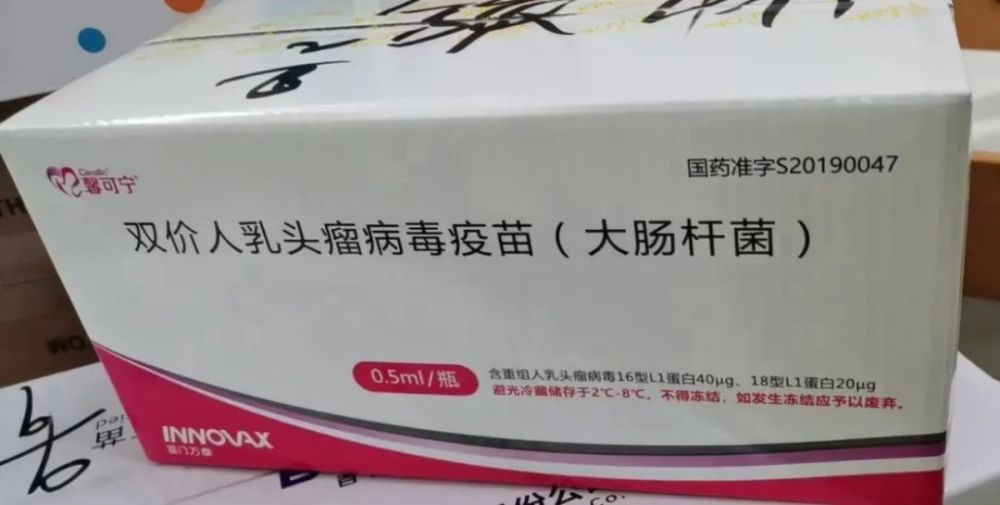 Cecolin
馨可宁
国药准字S20190047
双价人乳头瘤病毒疫苗（大肠杆菌）
0.5ml/瓶
含重组人乳头瘤病毒16型L1蛋白40μg、18型L1蛋白20μg
避光冷藏储存于2℃-8℃。不得冻结，如发生冻结应予以废弃。
INNOVAX
厦门万泰